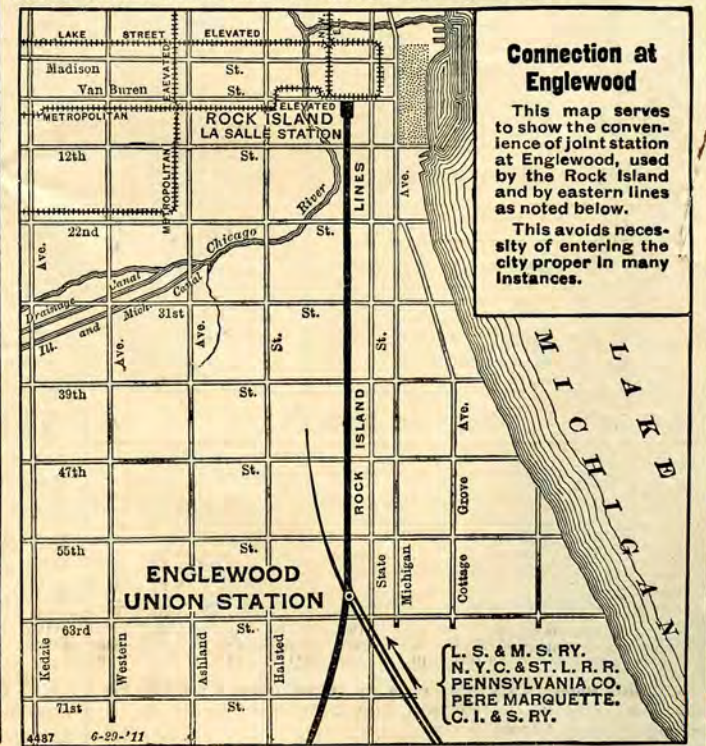 Connection at
Englewood
This map serves
to show the conven-
ience of joint station
at Englewood, used
by the Rock Island
and by eastern lines
as noted below.
This avoids neces-
sity of entering the
city proper in many
instances.
LAKE STREET ELEVATED
N.W. EL.
Madison St.
Van Buren St.
METROPOLITAN ELEVATED
METROPOLITAN ELEVATED
ROCK ISLAND
LA SALLE STATION
12th St.
22nd St.
Chicago River
Drainage Canal
Ill. and Mich. Canal
31st St.
39th St.
47th St.
55th St.
63rd St.
71st St.
ROCK ISLAND LINES
ENGLEWOOD
UNION STATION
Kedzie Ave.
Western Ave.
Ashland Ave.
Halsted St.
State St.
Michigan Ave.
Cottage Grove Ave.
LAKE
MICHIGAN
L. S. & M. S. RY.
N. Y. C. & ST. L. R. R.
PENNSYLVANIA CO.
PERE MARQUETTE.
C. I. & S. RY.
4487 6-29-'11